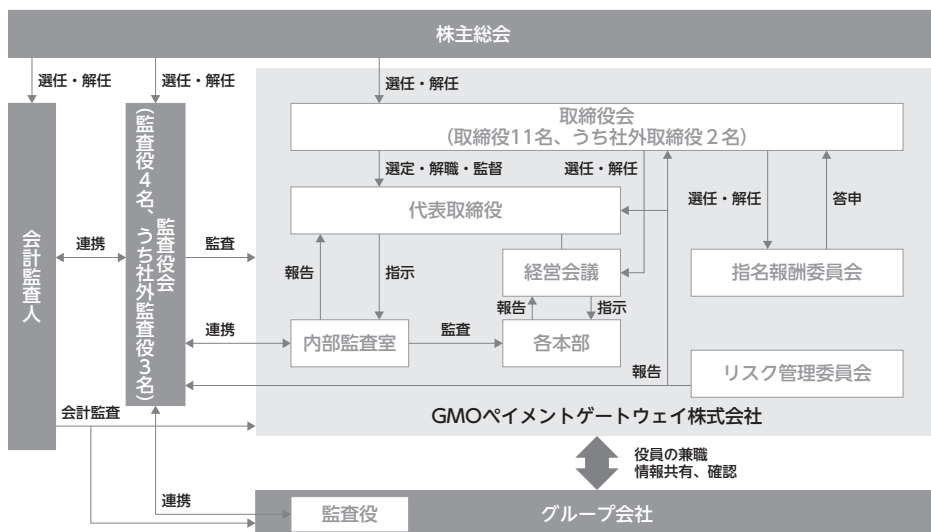 株主総会
選任・解任
選任・解任
選任・解任
取締役会
(取締役11名、うち社外取締役2名)
選定・解職・監督
選任・解任
選任・解任
答申
代表取締役
会計監査人
連携
監査役会
(監査役4名、うち社外監査役3名)
監査
報告
指示
経営会議
指名報酬委員会
報告
指示
連携
内部監査室
監査
各本部
報告
リスク管理委員会
会計監査
GMOペイメントゲートウェイ株式会社
役員の兼職
情報共有、確認
連携
監査役
グループ会社